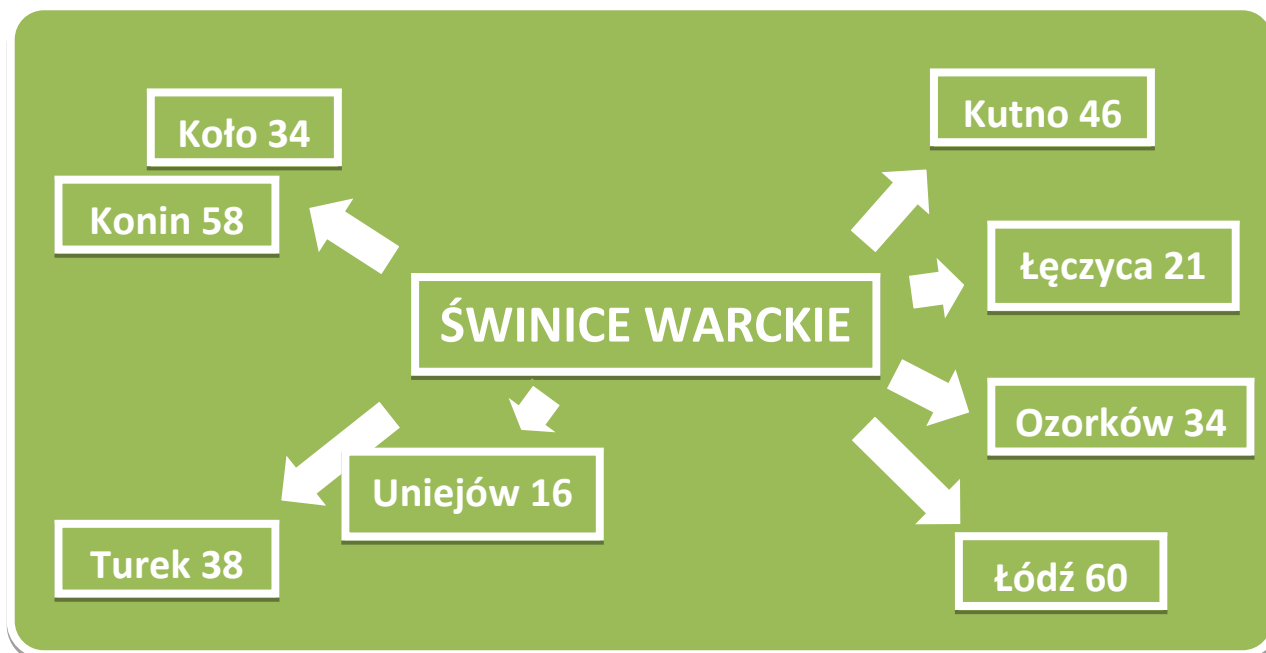 Koło 34
Konin 58
Kutno 46
Łęczyca 21
ŚWINICE WARCKIE
Ozorków 34
Uniejów 16
Turek 38
Łódź 60